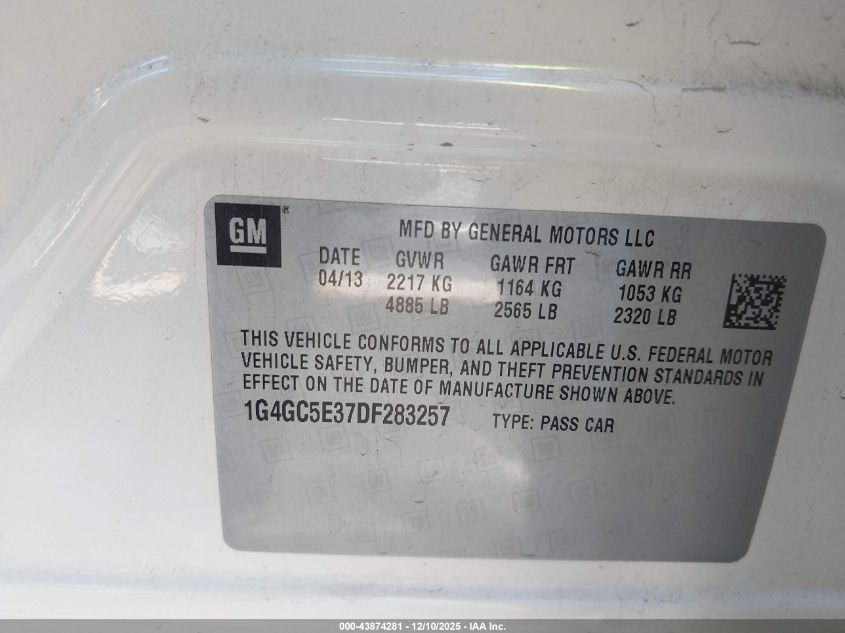 GM ®
MFD BY GENERAL MOTORS LLC
DATE GVWR GAWR FRT GAWR RR
04/13 2217 KG 1164 KG 1053 KG
4885 LB 2565 LB 2320 LB
THIS VEHICLE CONFORMS TO ALL APPLICABLE U.S. FEDERAL MOTOR
VEHICLE SAFETY, BUMPER, AND THEFT PREVENTION STANDARDS IN
EFFECT ON THE DATE OF MANUFACTURE SHOWN ABOVE.
1G4GC5E37DF283257 TYPE: PASS CAR
000-43874281 - 12/10/2025 - IAA Inc.